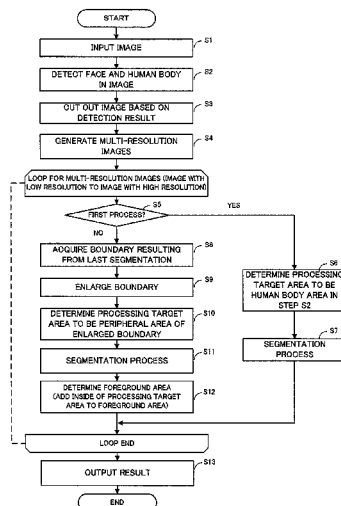 START
S1
INPUT IMAGE
S2
DETECT FACE AND HUMAN BODY
IN IMAGE
S3
CUT OUT IMAGE BASED ON
DETECTION RESULT
S4
GENERATE MULTI-RESOLUTION
IMAGES
LOOP FOR MULTI-RESOLUTION IMAGES (IMAGE WITH
LOW RESOLUTION TO IMAGE WITH HIGH RESOLUTION)
S5
FIRST PROCESS?
YES
NO
S8
ACQUIRE BOUNDARY RESULTING
FROM LAST SEGMENTATION
S9
ENLARGE BOUNDARY
S10
DETERMINE PROCESSING TARGET
AREA TO BE PERIPHERAL AREA OF
ENLARGED BOUNDARY
S11
SEGMENTATION PROCESS
S12
DETERMINE FOREGROUND AREA
(ADD INSIDE OF PROCESSING TARGET
AREA TO FOREGROUND AREA)
S6
DETERMINE PROCESSING
TARGET AREA TO BE
HUMAN BODY AREA IN
STEP S2
S7
SEGMENTATION
PROCESS
LOOP END
S13
OUTPUT RESULT
END